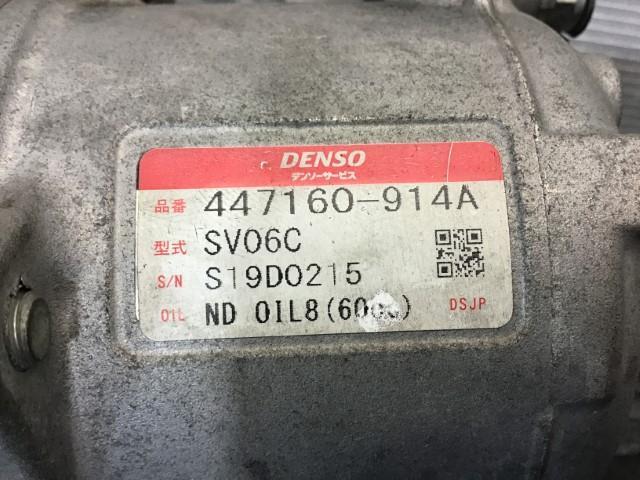 DENSO
デンソーサービス
品番 447160-914A
型式 SV06C
S/N S19D0215
OIL ND OIL8(60cc) DSJP